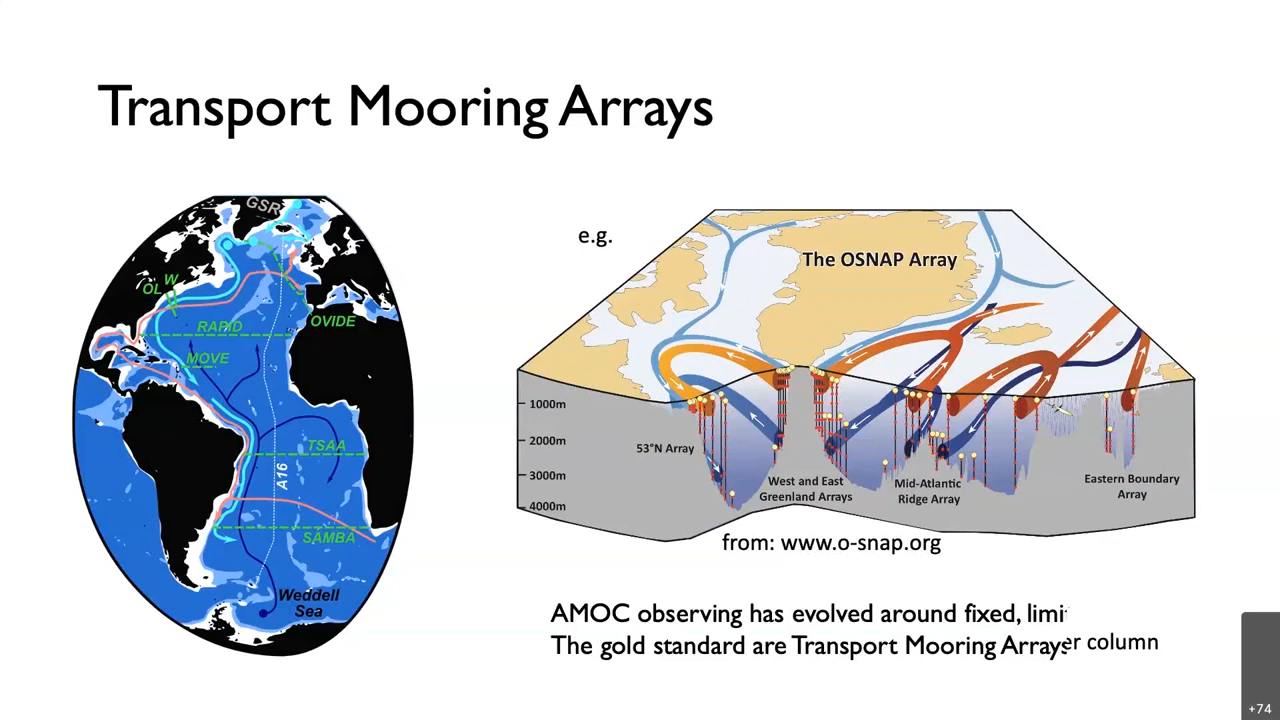 Transport Mooring Arrays
GSR
W
OL
OVIDE
RAPID
MOVE
TSAA
A16
SAMBA
Weddell
Sea
e.g.
The OSNAP Array
1000m
2000m
3000m
4000m
53°N Array
West and East
Greenland Arrays
Mid-Atlantic
Ridge Array
Eastern Boundary
Array
from: www.o-snap.org
AMOC observing has evolved around fixed,
The gold standard are Transport Mooring Arrays
column
+74